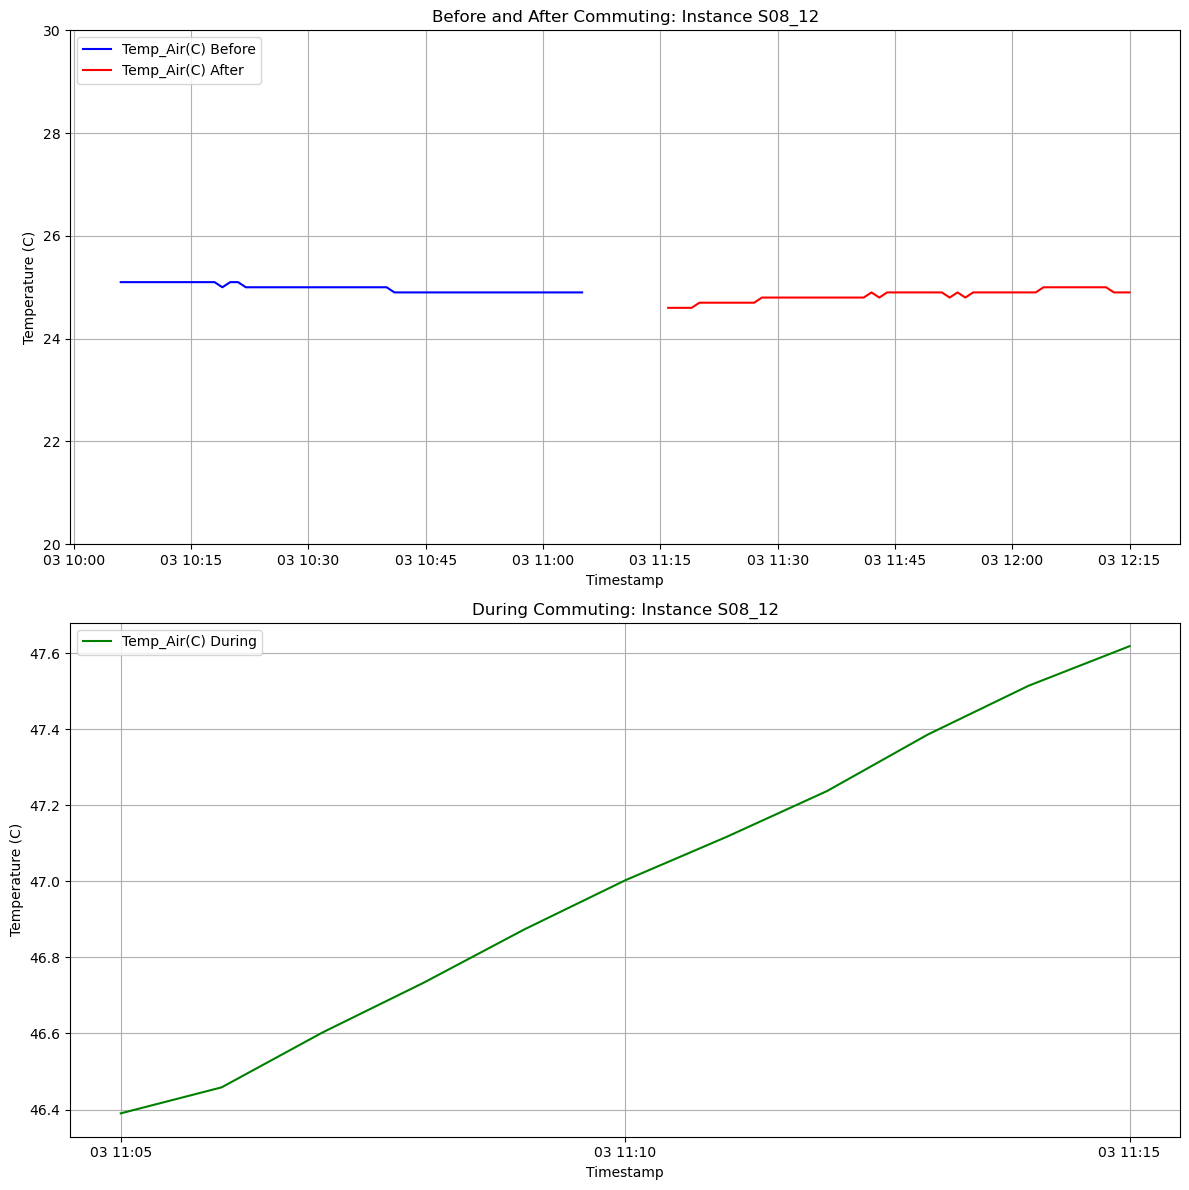 Before and After Commuting: Instance S08_12
Temp_Air(C) Before
Temp_Air(C) After
Temperature (C)
30
28
26
24
22
20
03 10:00 03 10:15 03 10:30 03 10:45 03 11:00 03 11:15 03 11:30 03 11:45 03 12:00 03 12:15
Timestamp
During Commuting: Instance S08_12
Temp_Air(C) During
Temperature (C)
47.6
47.4
47.2
47.0
46.8
46.6
46.4
03 11:05 03 11:10 03 11:15
Timestamp